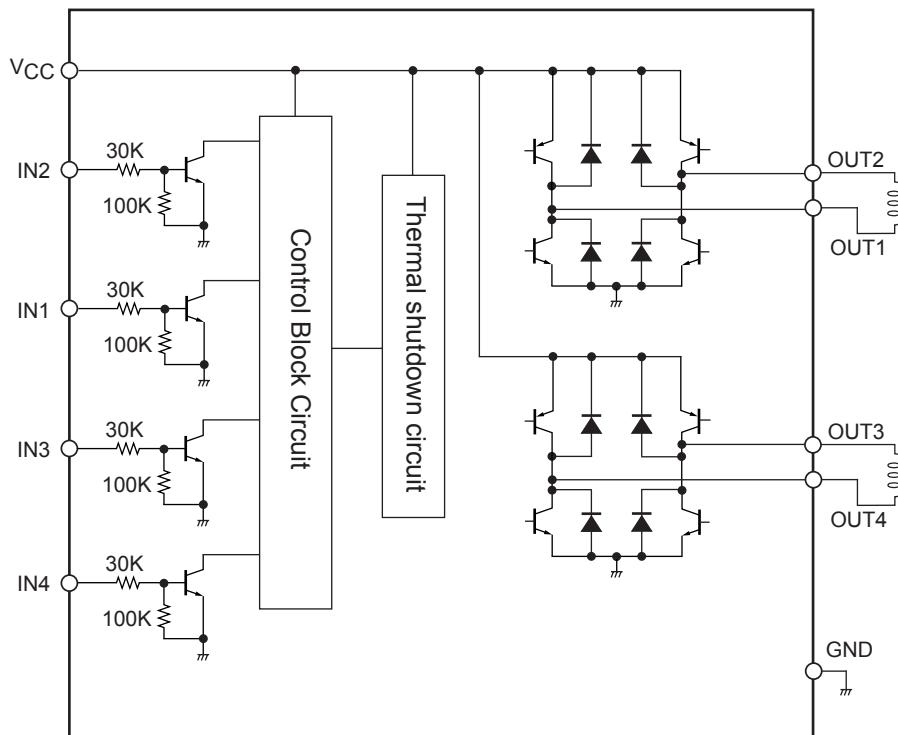 VCC
IN2
30K
100K
IN1
30K
100K
IN3
30K
100K
IN4
30K
100K
Control Block Circuit
Thermal shutdown circuit
OUT2
OUT1
OUT3
OUT4
GND